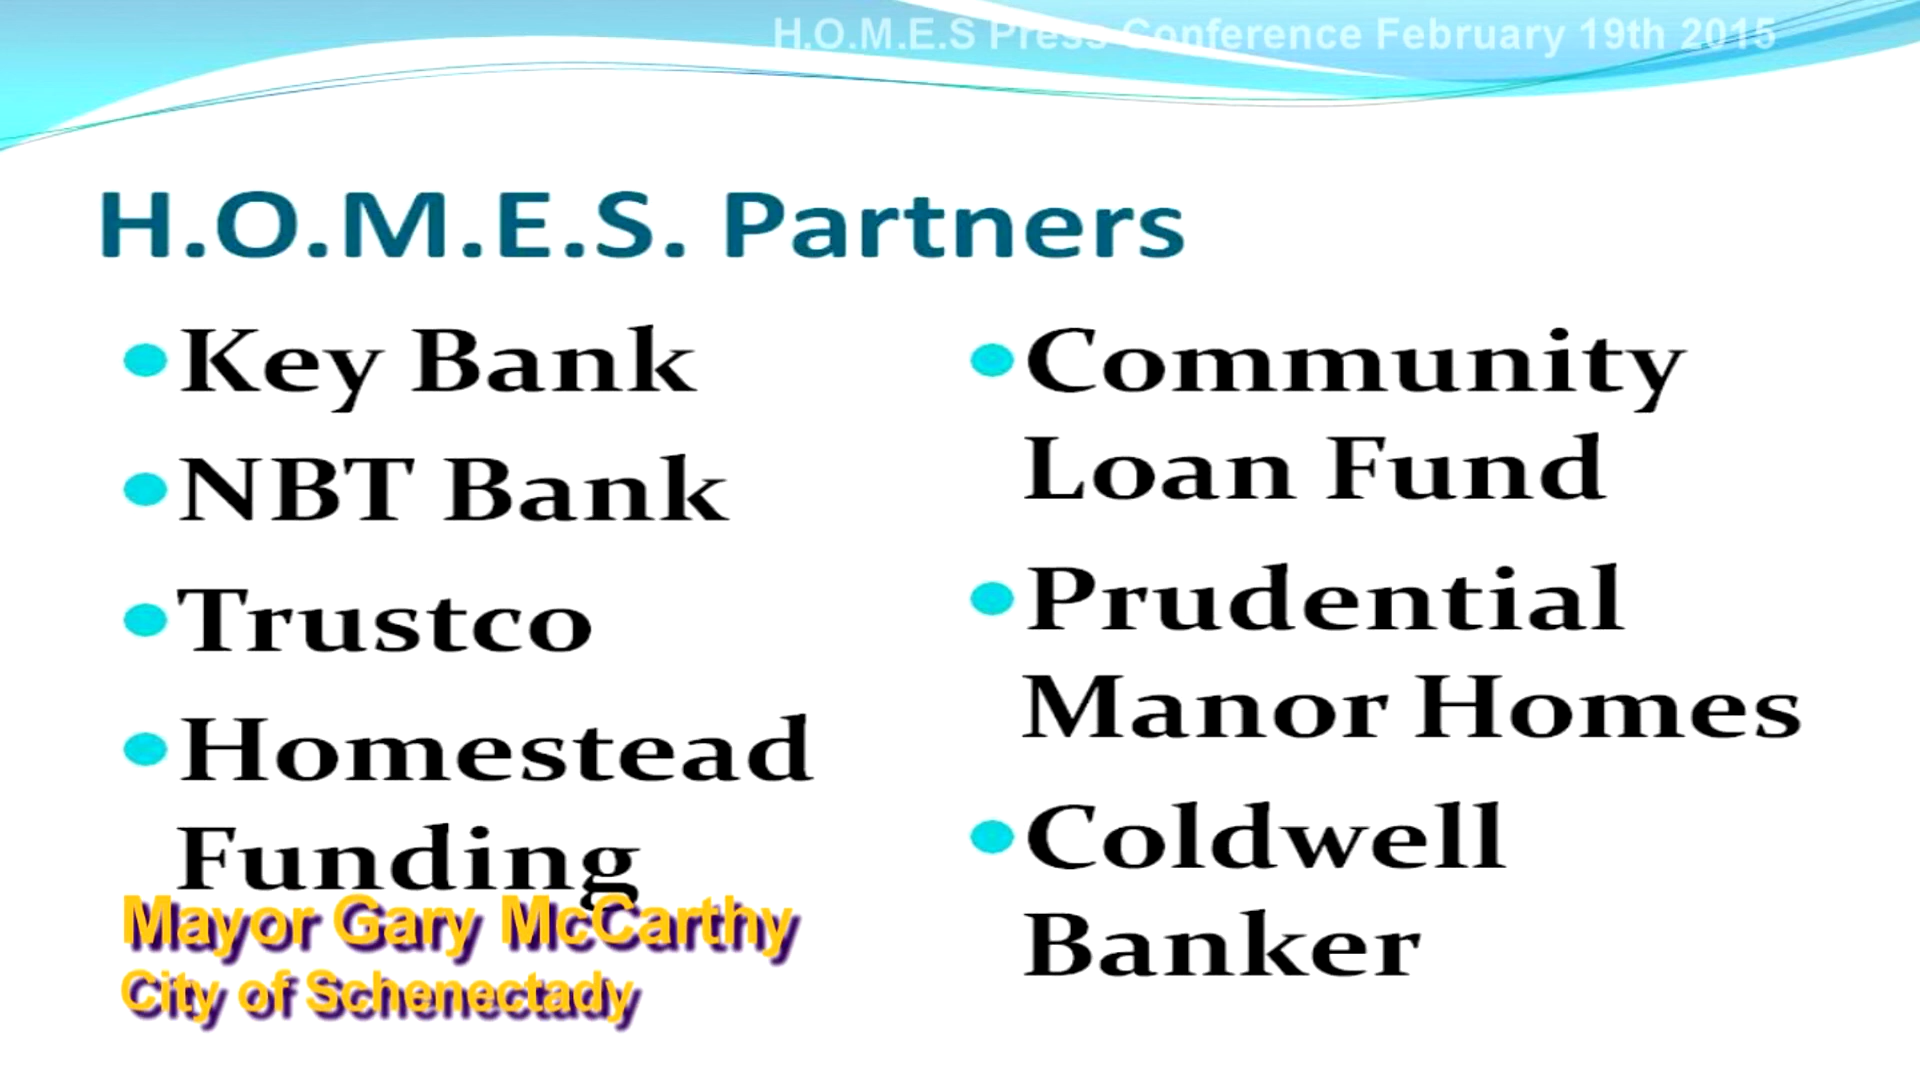 H.O.M.E.S Press Conference February 19th 2015
H.O.M.E.S. Partners
•Key Bank
•NBT Bank
•Trustco
•Homestead
Funding
•Community
Loan Fund
•Prudential
Manor Homes
•Coldwell
Banker
Mayor Gary McCarthy
City of Schenectady